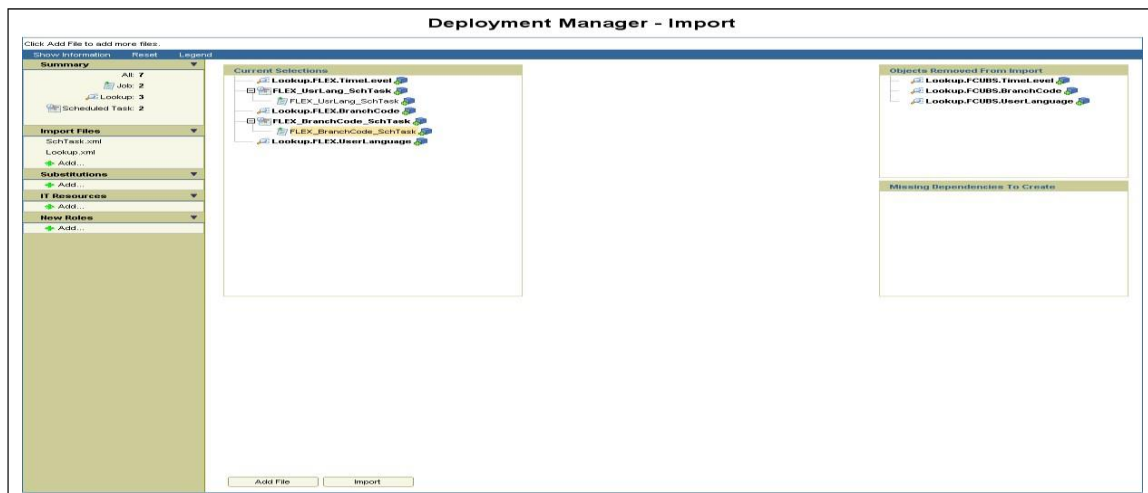 Deployment Manager - Import
Click Add File to add more files.
Show Information Reset Legend
Summary
All: 7
Job: 2
Lookup: 3
Scheduled Task: 2
Import Files
SchTask.xml
Lookup.xml
Add...
Substitutions
Add...
IT Resources
Add...
New Roles
Add...
Current Selections
Lookup.FLEX.TimeLevel
FLEX_UsrLang_SchTask
FLEX_UsrLang_SchTask
Lookup.FLEX.BranchCode
FLEX_BranchCode_SchTask
FLEX_BranchCode_SchTask
Lookup.FLEX.UserLanguage
Objects Removed From Import
Lookup.FCUBS.TimeLevel
Lookup.FCUBS.BranchCode
Lookup.FCUBS.UserLanguage
Missing Dependencies To Create
Add File Import